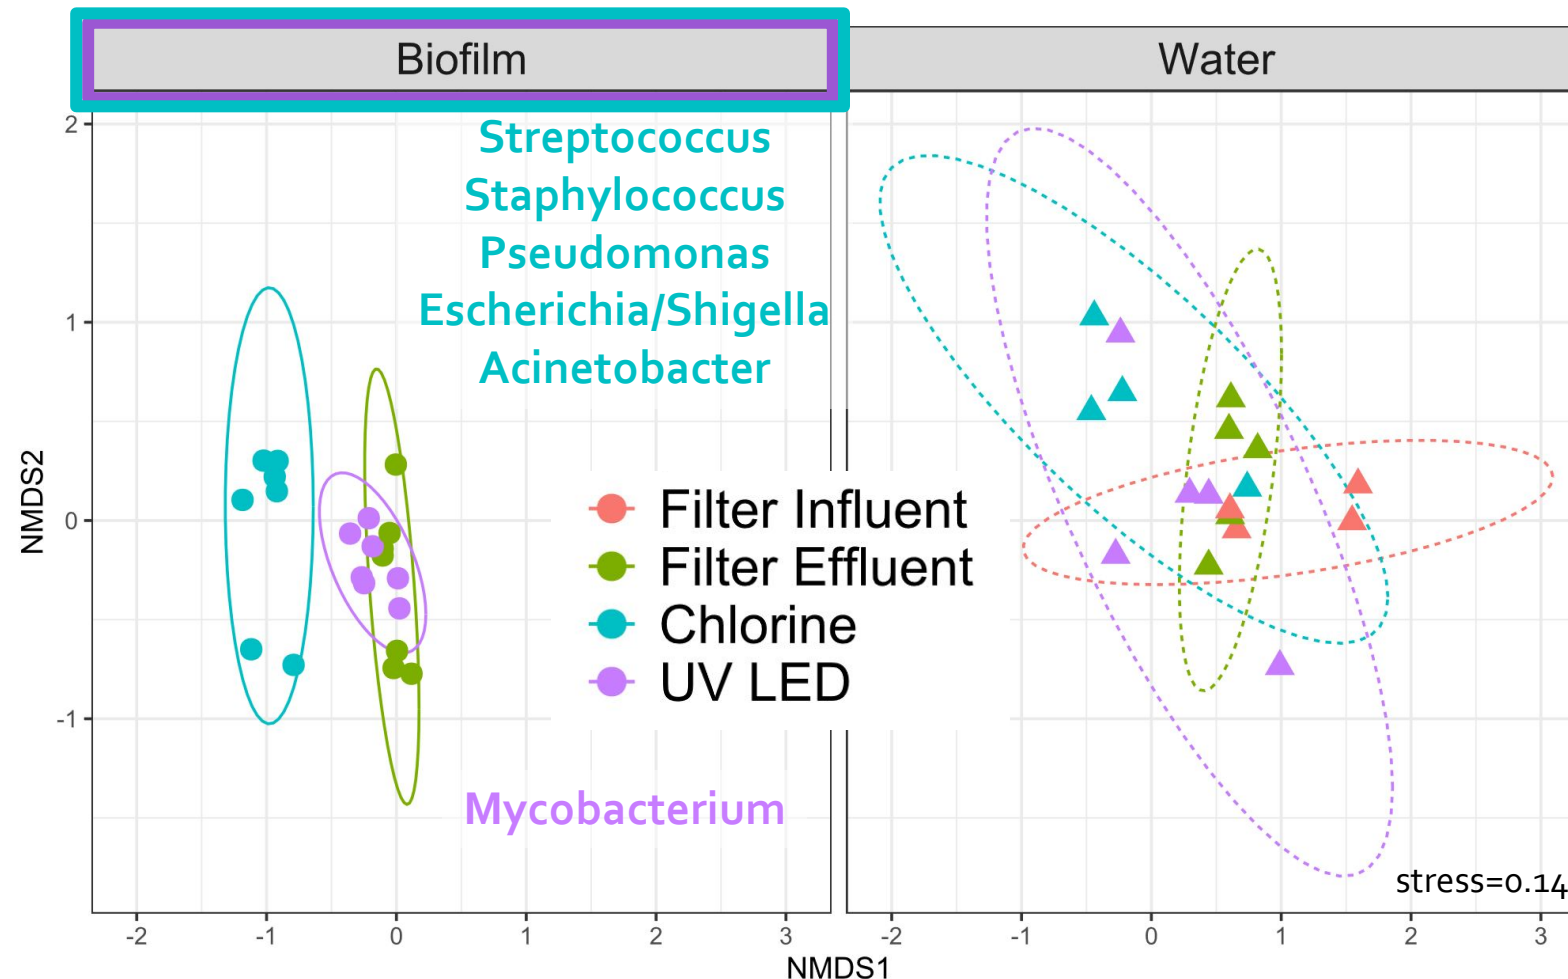 Biofilm
Water
Streptococcus
Staphylococcus
Pseudomonas
Escherichia/Shigella
Acinetobacter
Filter Influent
Filter Effluent
Chlorine
UV LED
Mycobacterium
stress=0.14
NMDS2
2
1
0
-1
-2 -1 0 1 2 3
-2 -1 0 1 2 3
NMDS1